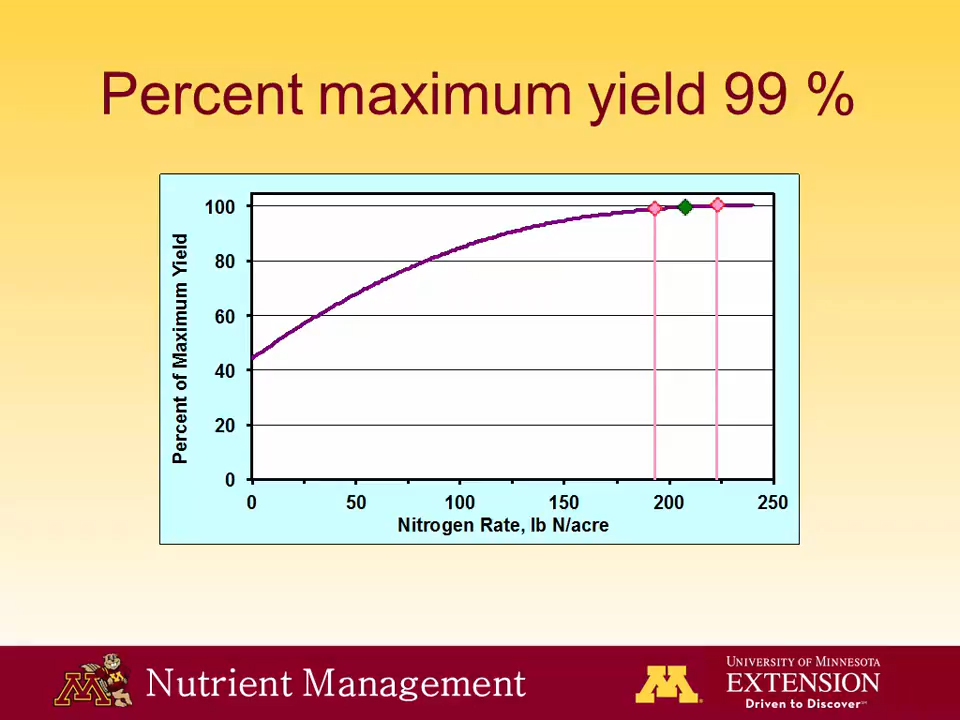 Percent maximum yield 99 %
Percent of Maximum Yield
100
80
60
40
20
0
0 50 100 150 200 250
Nitrogen Rate, lb N/acre
Nutrient Management
UNIVERSITY OF MINNESOTA
EXTENSION
Driven to Discover℠